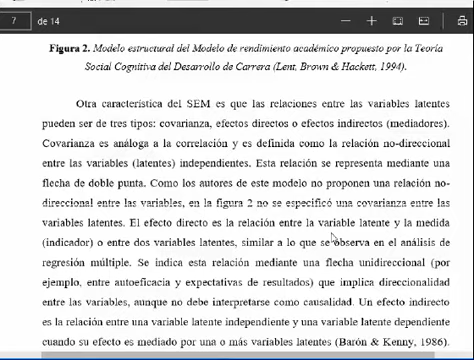 7 de 14
Figura 2. Modelo estructural del Modelo de rendimiento académico propuesto por la Teoría
Social Cognitiva del Desarrollo de Carrera (Lent, Brown & Hackett, 1994).
Otra característica del SEM es que las relaciones entre las variables latentes
pueden ser de tres tipos: covarianza, efectos directos o efectos indirectos (mediadores).
Covarianza es análoga a la correlación y es definida como la relación no-direccional
entre las variables (latentes) independientes. Esta relación se representa mediante una
flecha de doble punta. Como los autores de este modelo no proponen una relación no-
direccional entre las variables, en la figura 2 no se especificó una covarianza entre las
variables latentes. El efecto directo es la relación entre la variable latente y la medida
(indicador) o entre dos variables latentes, similar a lo que se observa en el análisis de
regresión múltiple. Se indica esta relación mediante una flecha unidireccional (por
ejemplo, entre autoeficacia y expectativas de resultados) que implica direccionalidad
entre las variables, aunque no debe interpretarse como causalidad. Un efecto indirecto
es la relación entre una variable latente independiente y una variable latente dependiente
cuando su efecto es mediado por una o más variables latentes (Barón & Kenny, 1986).